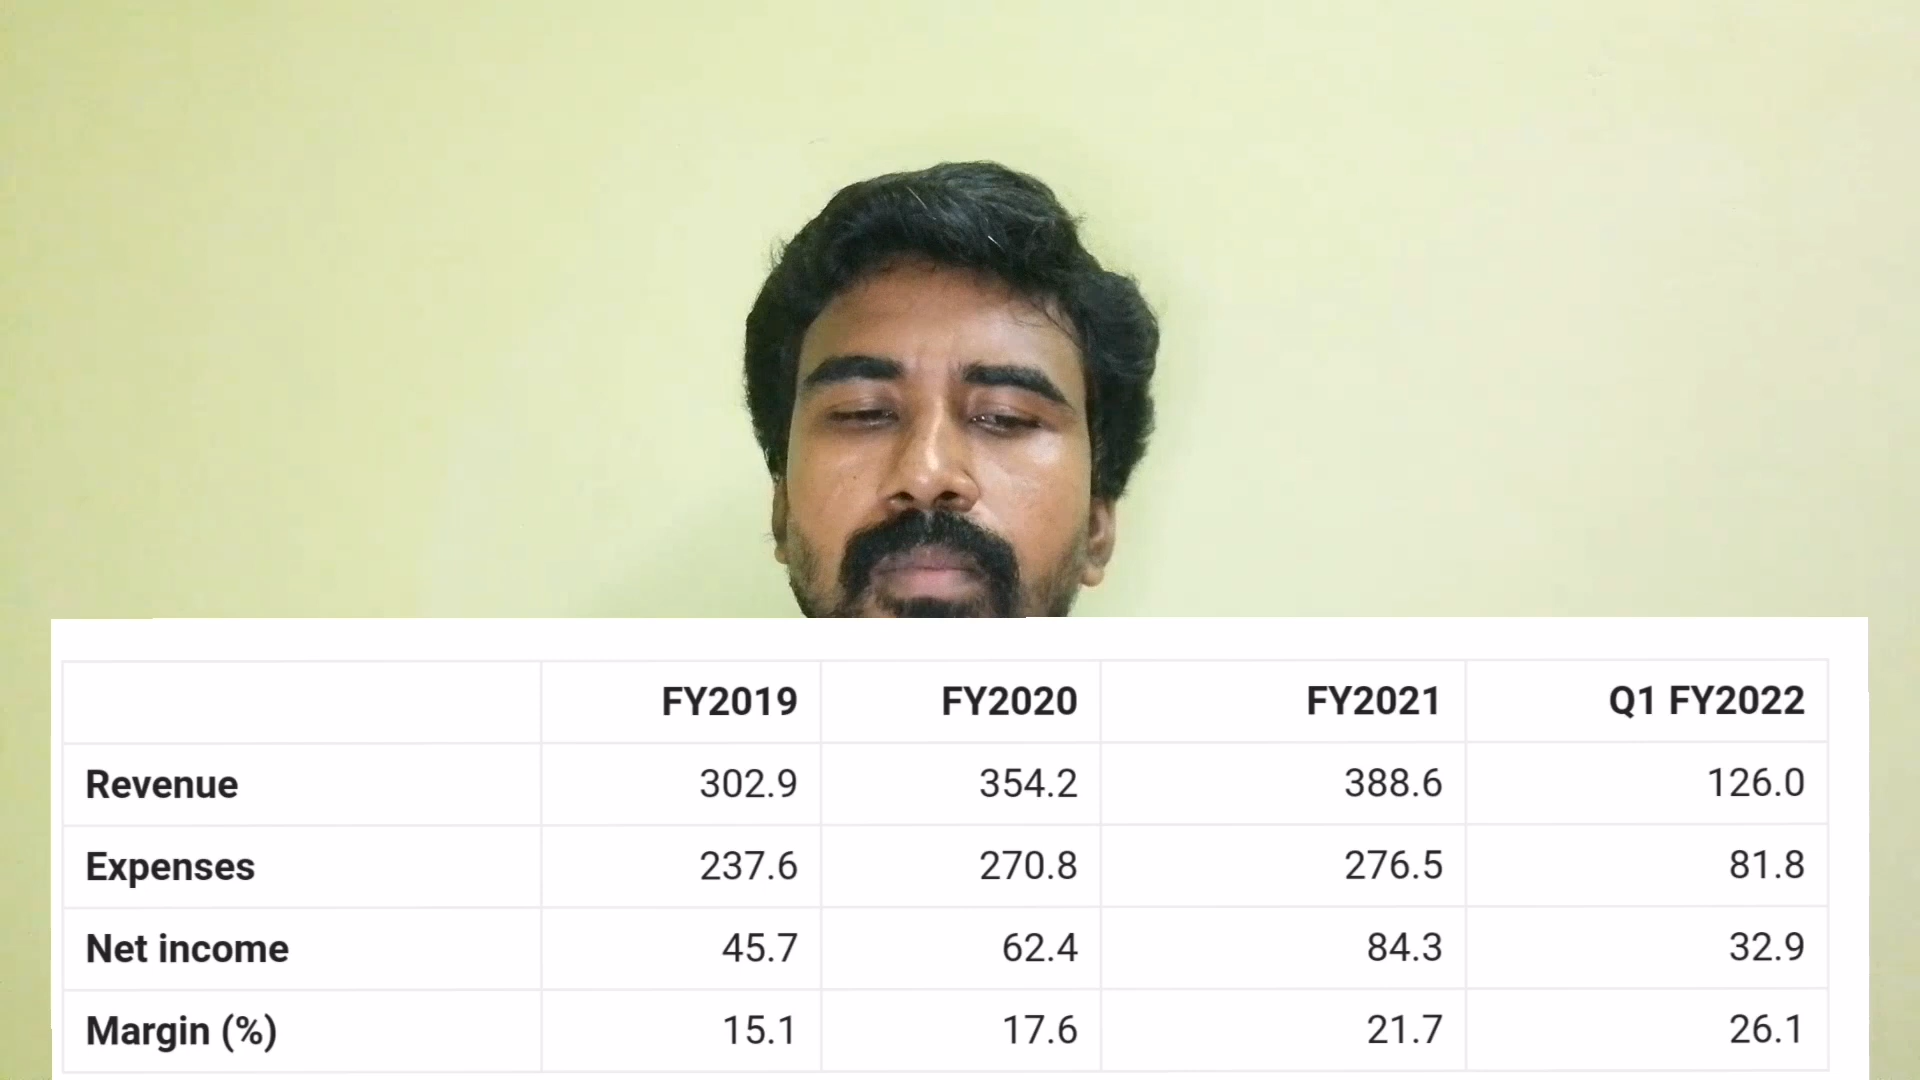 FY2019 FY2020 FY2021 Q1 FY2022
Revenue 302.9 354.2 388.6 126.0
Expenses 237.6 270.8 276.5 81.8
Net income 45.7 62.4 84.3 32.9
Margin (%) 15.1 17.6 21.7 26.1